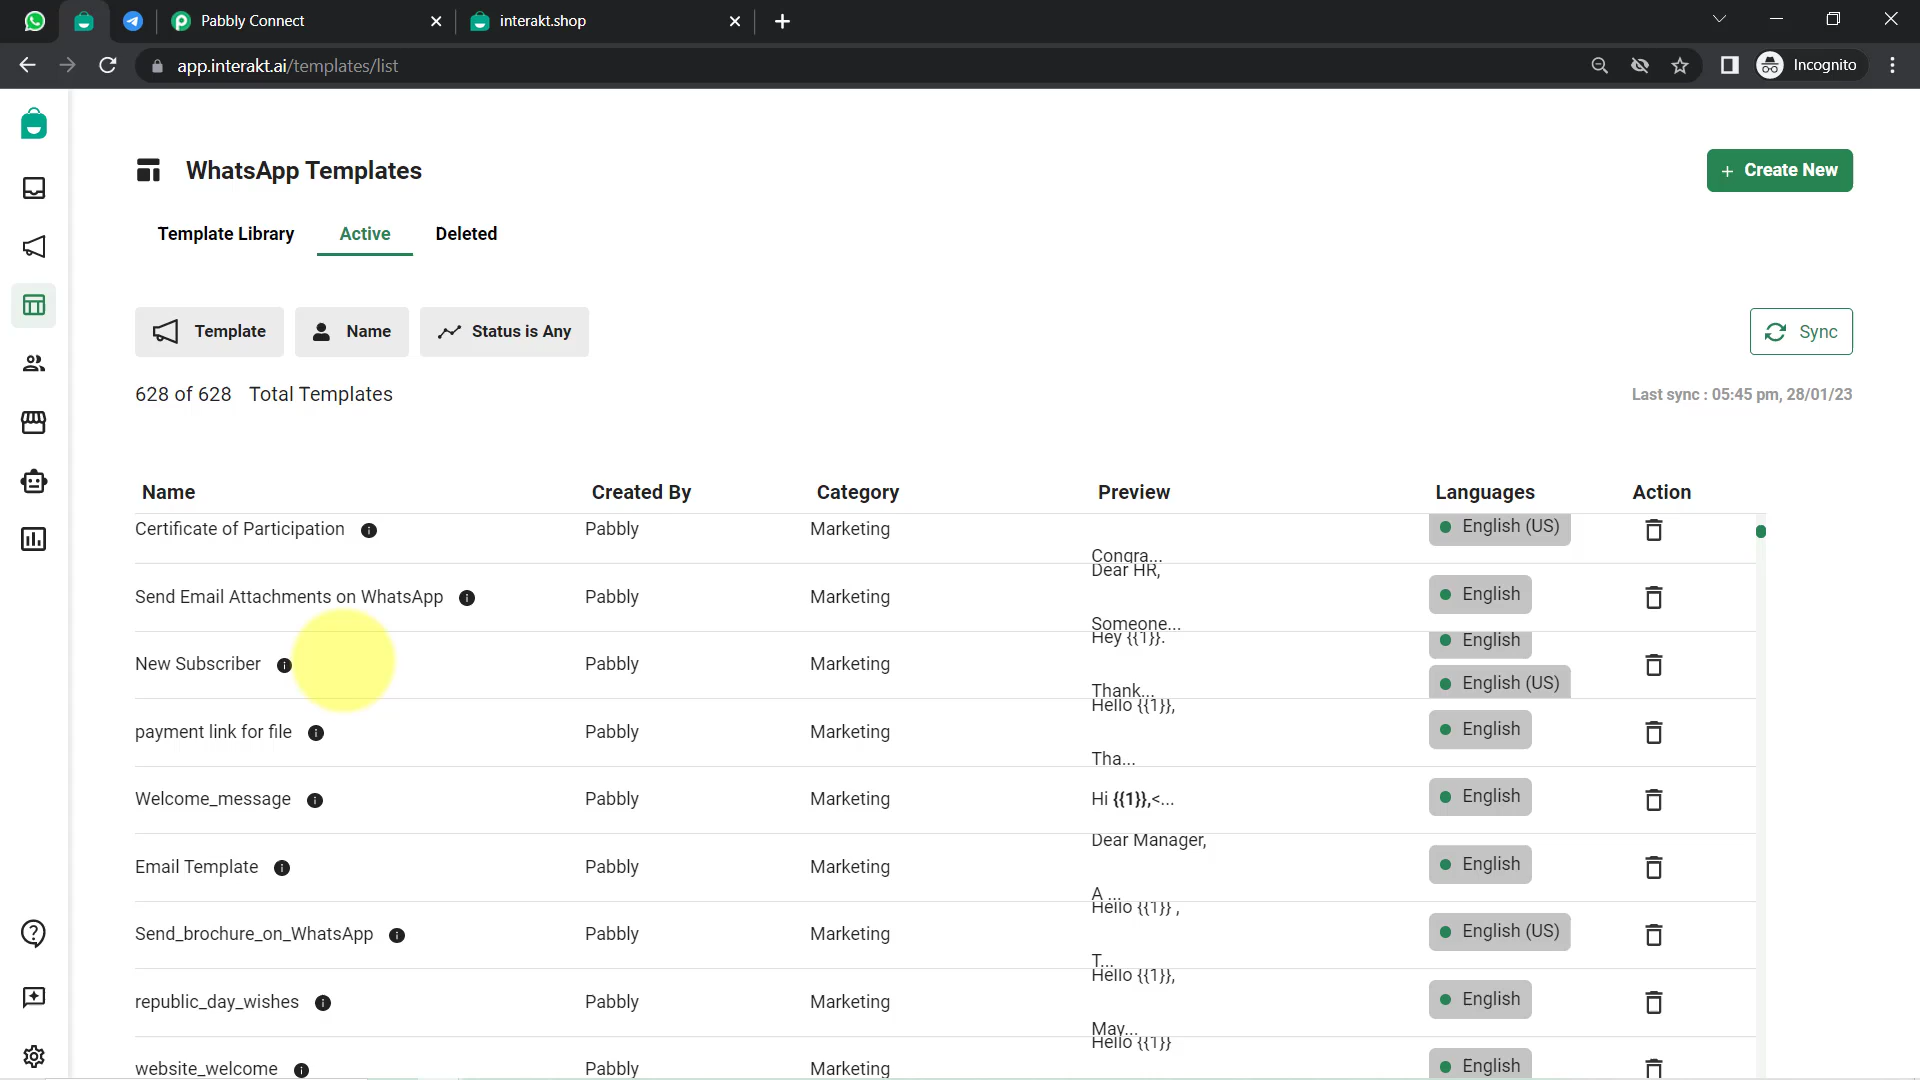 Pabbly Connect
interakt.shop
app.interakt.ai/templates/list
Incognito
WhatsApp Templates
+ Create New
Template Library
Active
Deleted
Template
Name
Status is Any
Sync
628 of 628 Total Templates
Last sync : 05:45 pm, 28/01/23
Name Created By Category Preview Languages Action
Certificate of Participation Pabbly Marketing Congra... English (US)
Send Email Attachments on WhatsApp Pabbly Marketing Dear HR, English
Someone...
New Subscriber Pabbly Marketing Hey {{1}}. English
Thank... English (US)
payment link for file Pabbly Marketing Hello {{1}}, English
Tha...
Welcome_message Pabbly Marketing Hi {{1}},<... English
Email Template Pabbly Marketing Dear Manager, English
A ...
Send_brochure_on_WhatsApp Pabbly Marketing Hello {{1}} , English (US)
T...
republic_day_wishes Pabbly Marketing Hello {{1}}, English
May...
website_welcome Pabbly Marketing Hello {{1}} English